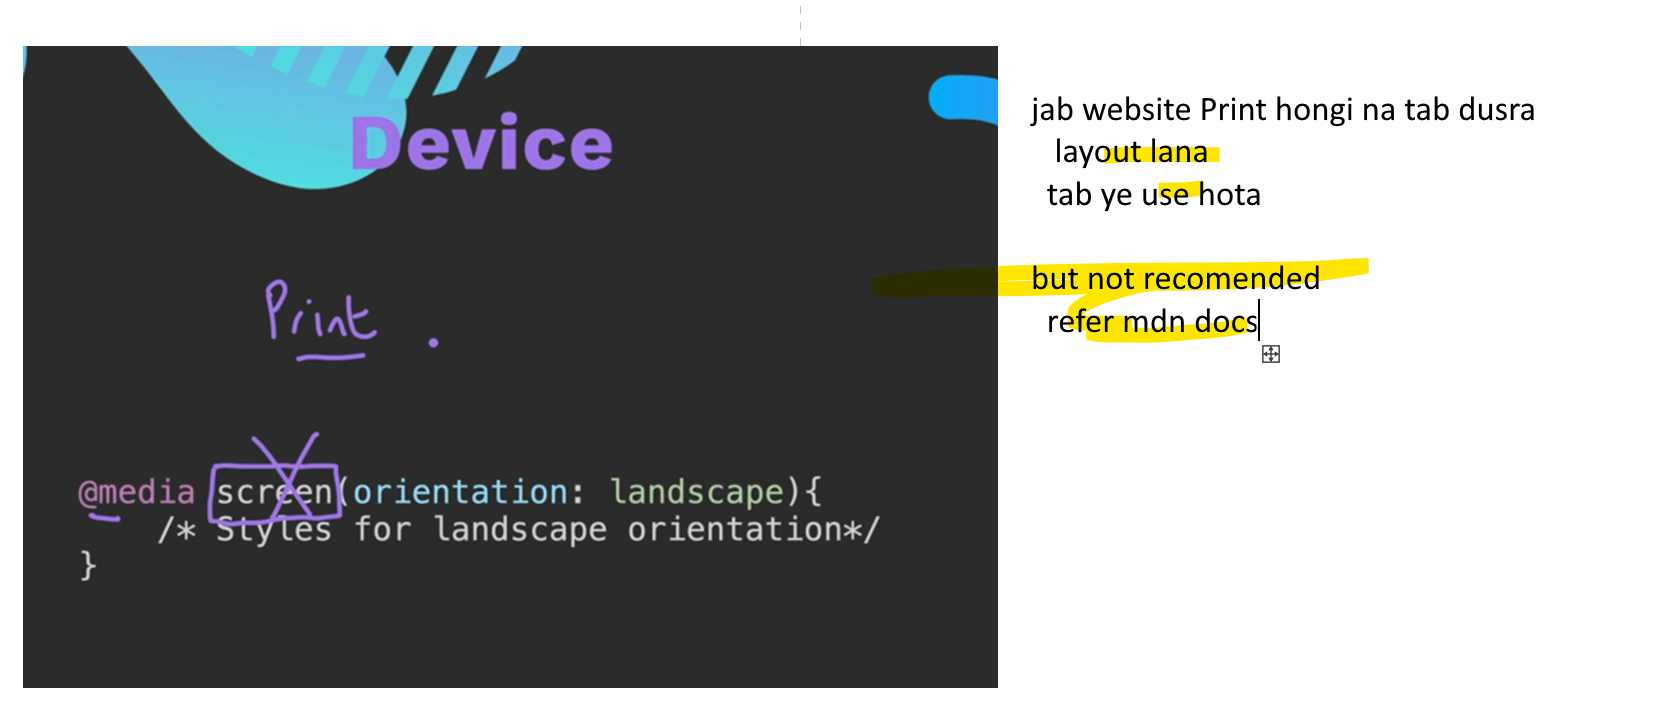 Device
Print .
@media screen(orientation: landscape){
/* Styles for landscape orientation*/
}
jab website Print hongi na tab dusra
layout lana
tab ye use hota
but not recomended
refer mdn docs